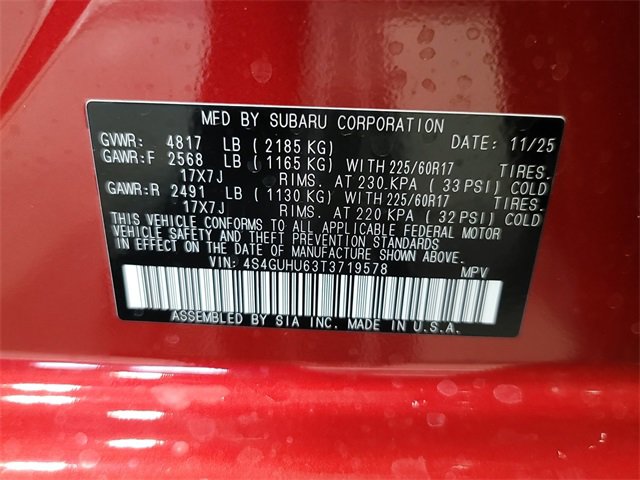 MFD BY SUBARU CORPORATION DATE: 11/25
GVWR: 4817 LB (2185 KG)
GAWR:F 2568 LB (1165 KG) WITH 225/60R17 TIRES.
17X7J RIMS. AT 230 KPA (33 PSI) COLD
GAWR:R 2491 LB (1130 KG) WITH 225/60R17 TIRES.
17X7J RIMS. AT 220 KPA (32 PSI) COLD
THIS VEHICLE CONFORMS TO ALL APPLICABLE FEDERAL MOTOR
VEHICLE SAFETY AND THEFT PREVENTION STANDARDS
IN EFFECT ON THE DATE OF MANUFACTURE SHOWN ABOVE.
VIN: 4S4GUHU63T3719578 MPV
ASSEMBLED BY SIA INC. MADE IN U.S.A.